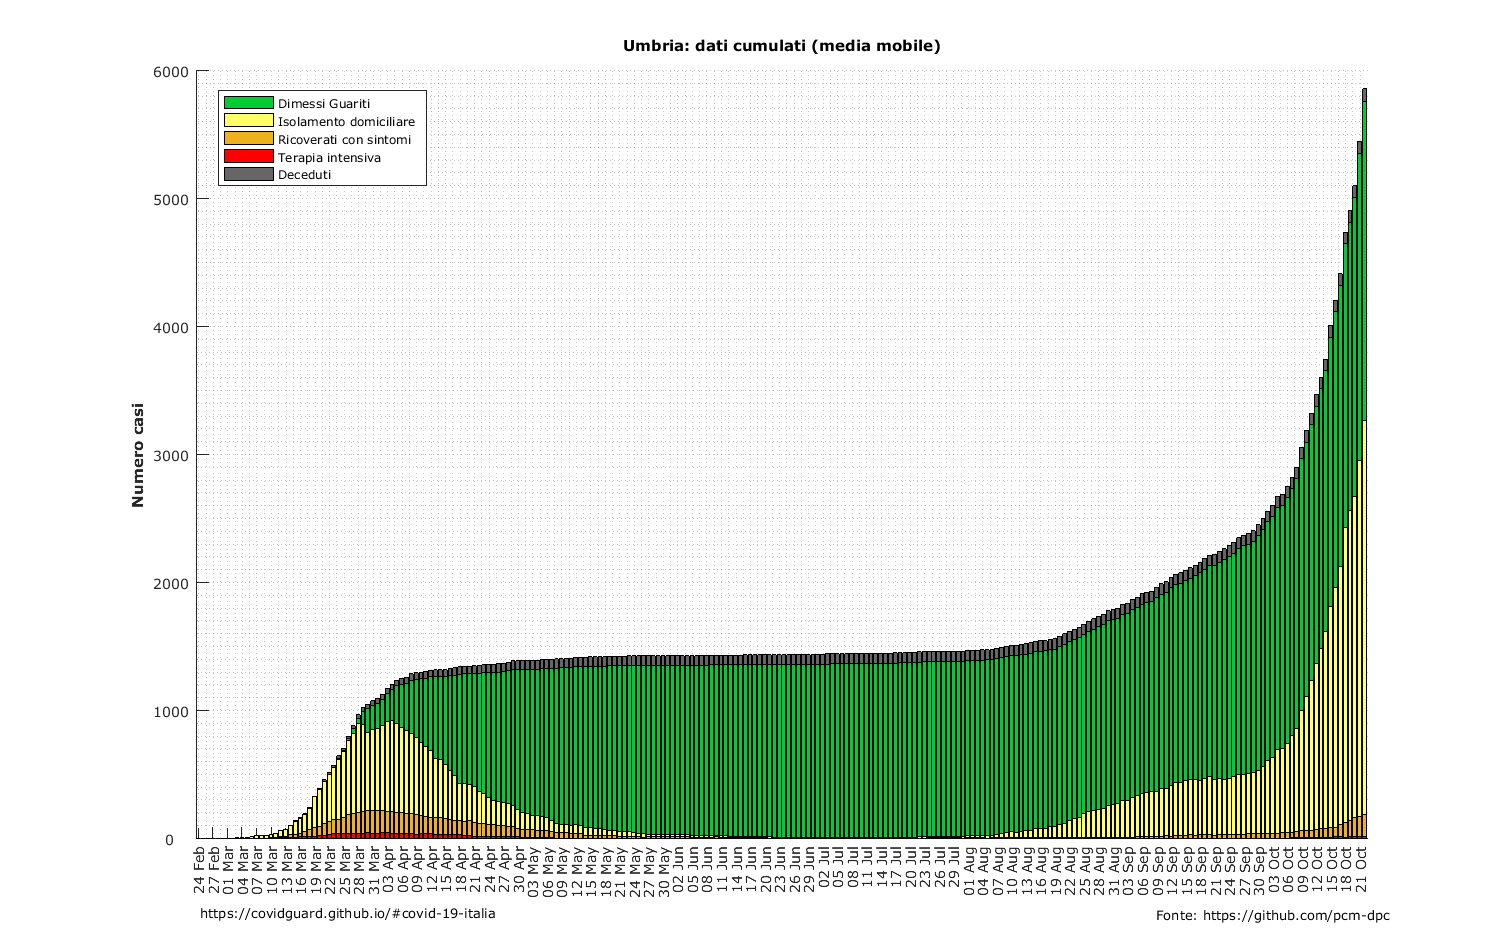 Umbria: dati cumulati (media mobile)
6000
5000
4000
3000
2000
1000
0
Numero casi
Dimessi Guariti
Isolamento domiciliare
Ricoverati con sintomi
Terapia intensiva
Deceduti
24 Feb
27 Feb
01 Mar
04 Mar
07 Mar
10 Mar
13 Mar
16 Mar
19 Mar
22 Mar
25 Mar
28 Mar
31 Mar
03 Apr
06 Apr
09 Apr
12 Apr
15 Apr
18 Apr
21 Apr
24 Apr
27 Apr
30 Apr
03 May
06 May
09 May
12 May
15 May
18 May
21 May
24 May
27 May
30 May
02 Jun
05 Jun
08 Jun
11 Jun
14 Jun
17 Jun
20 Jun
23 Jun
26 Jun
29 Jun
02 Jul
05 Jul
08 Jul
11 Jul
14 Jul
17 Jul
20 Jul
23 Jul
26 Jul
29 Jul
01 Aug
04 Aug
07 Aug
10 Aug
13 Aug
16 Aug
19 Aug
22 Aug
25 Aug
28 Aug
31 Aug
03 Sep
06 Sep
09 Sep
12 Sep
15 Sep
18 Sep
21 Sep
24 Sep
27 Sep
30 Sep
03 Oct
06 Oct
09 Oct
12 Oct
15 Oct
18 Oct
21 Oct
https://covidguard.github.io/#covid-19-italia
Fonte: https://github.com/pcm-dpc